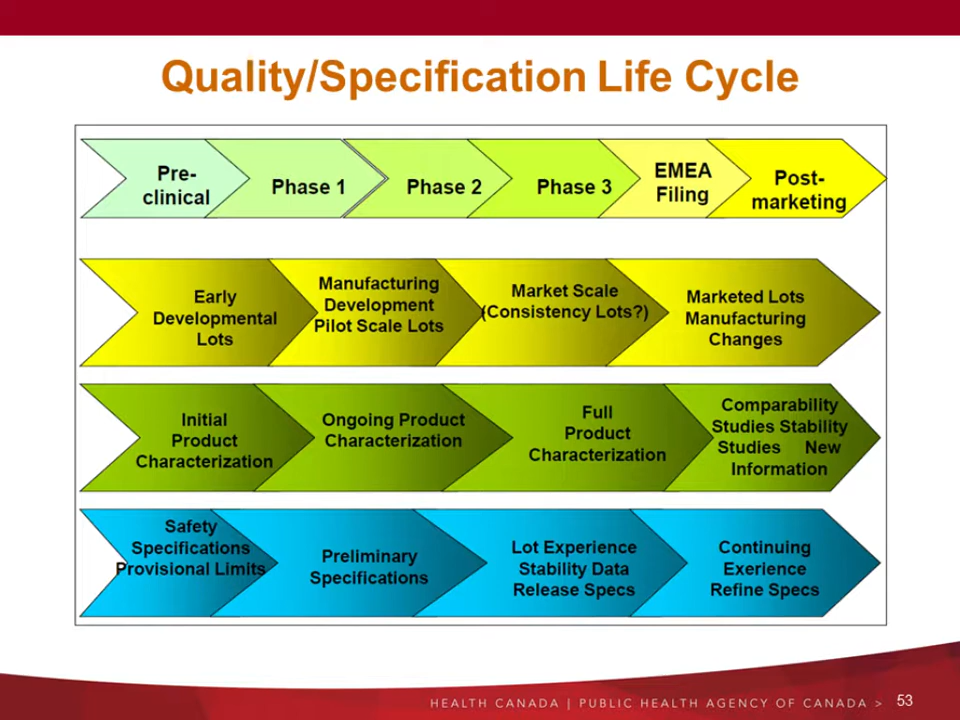 Quality/Specification Life Cycle
Pre-
clinical
Phase 1
Phase 2
Phase 3
EMEA
Filing
Post-
marketing
Early
Developmental
Lots
Manufacturing
Development
Pilot Scale Lots
Market Scale
(Consistency Lots?)
Marketed Lots
Manufacturing
Changes
Initial
Product
Characterization
Ongoing Product
Characterization
Full
Product
Characterization
Comparability
Studies Stability
Studies New
Information
Safety
Specifications
Provisional Limits
Preliminary
Specifications
Lot Experience
Stability Data
Release Specs
Continuing
Exerience
Refine Specs
HEALTH CANADA | PUBLIC HEALTH AGENCY OF CANADA > 53